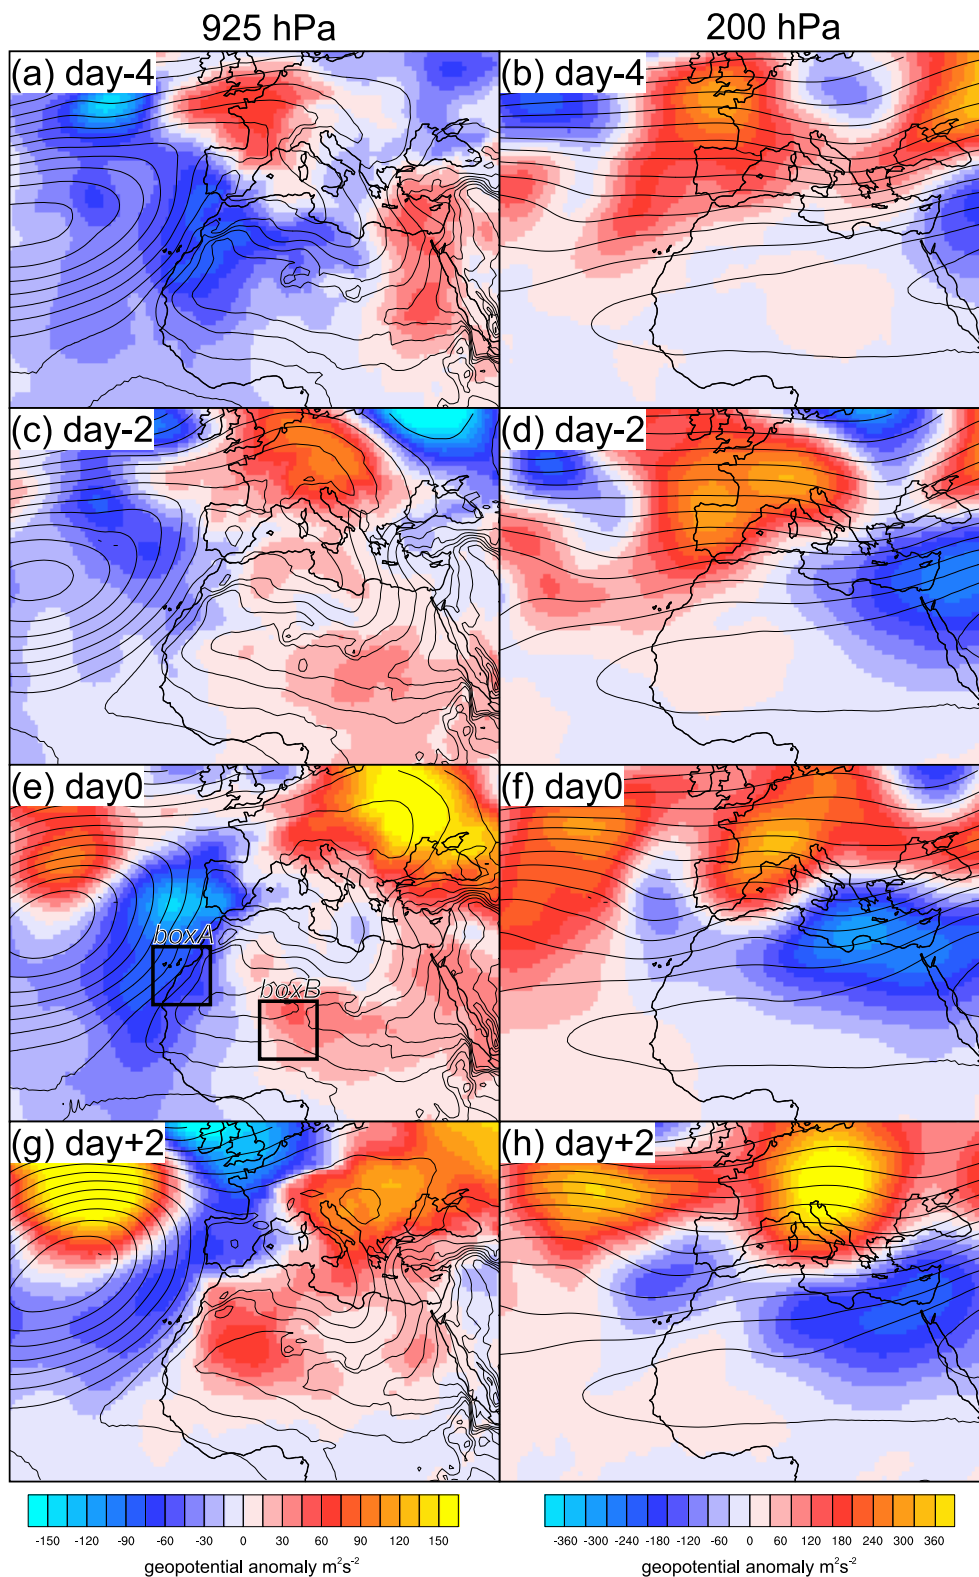 925 hPa 200 hPa
(a) day-4 (b) day-4
(c) day-2 (d) day-2
(e) day0 (f) day0
boxA
boxB
(g) day+2 (h) day+2
-150 -120 -90 -60 -30 0 30 60 90 120 150 -360 -300 -240 -180 -120 -60 0 60 120 180 240 300 360
geopotential anomaly m²s⁻² geopotential anomaly m²s⁻²